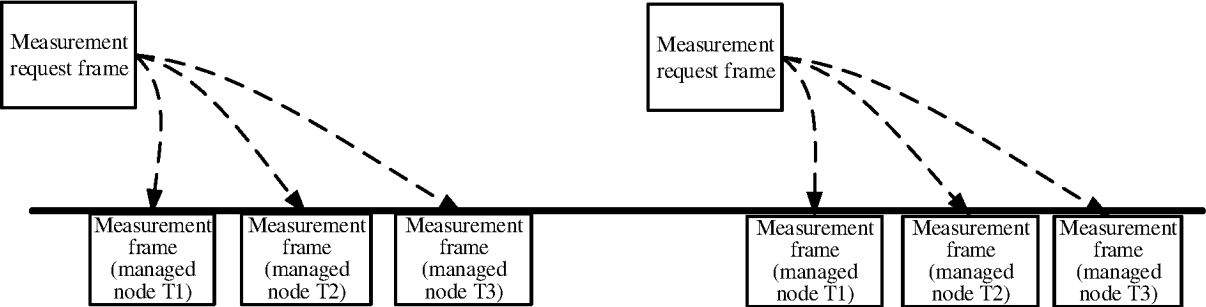 Measurement
request frame
Measurement
request frame
Measurement
frame
(managed
node T1)
Measurement
frame
(managed
node T2)
Measurement
frame
(managed
node T3)
Measurement
frame
(managed
node T1)
Measurement
frame
(managed
node T2)
Measurement
frame
(managed
node T3)